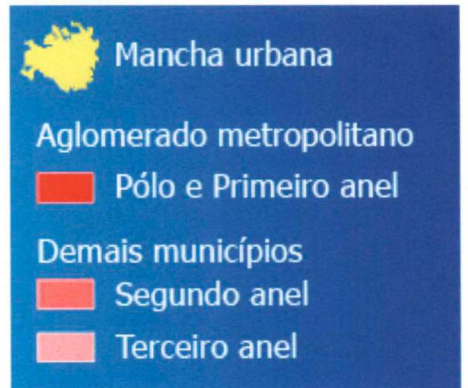 Mancha urbana
Aglomerado metropolitano
Pólo e Primeiro anel
Demais municípios
Segundo anel
Terceiro anel